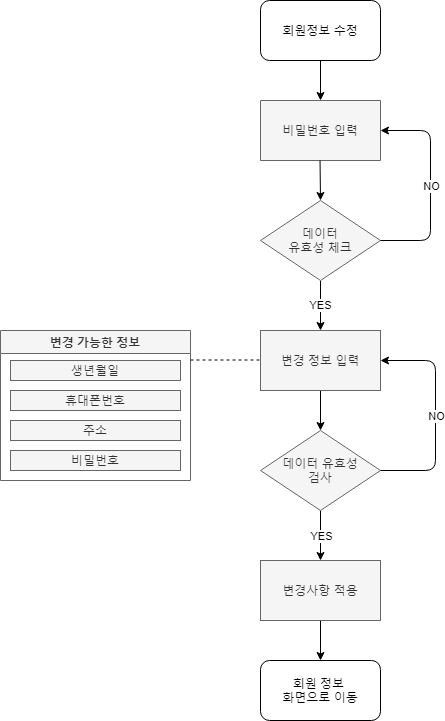 회원정보 수정
비밀번호 입력
NO
데이터
유효성 체크
YES
변경 가능한 정보
생년월일
휴대폰번호
주소
비밀번호
변경 정보 입력
NO
데이터 유효성
검사
YES
변경사항 적용
회원 정보
화면으로 이동